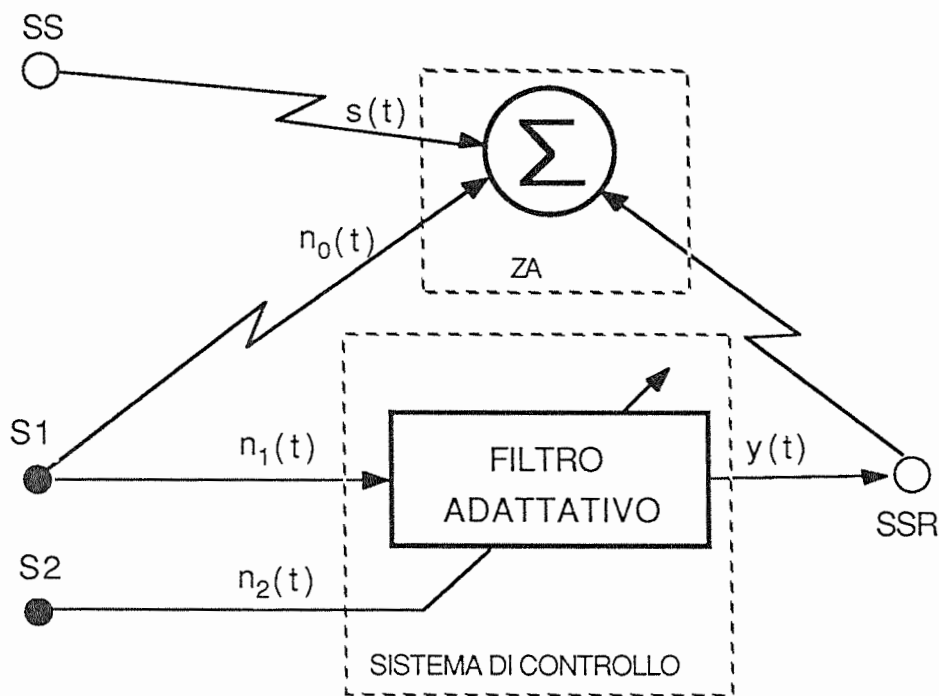 SS
s(t)
Σ
n₀(t)
ZA
S1
n₁(t)
FILTRO
ADATTATIVO
y(t)
SSR
S2
n₂(t)
SISTEMA DI CONTROLLO